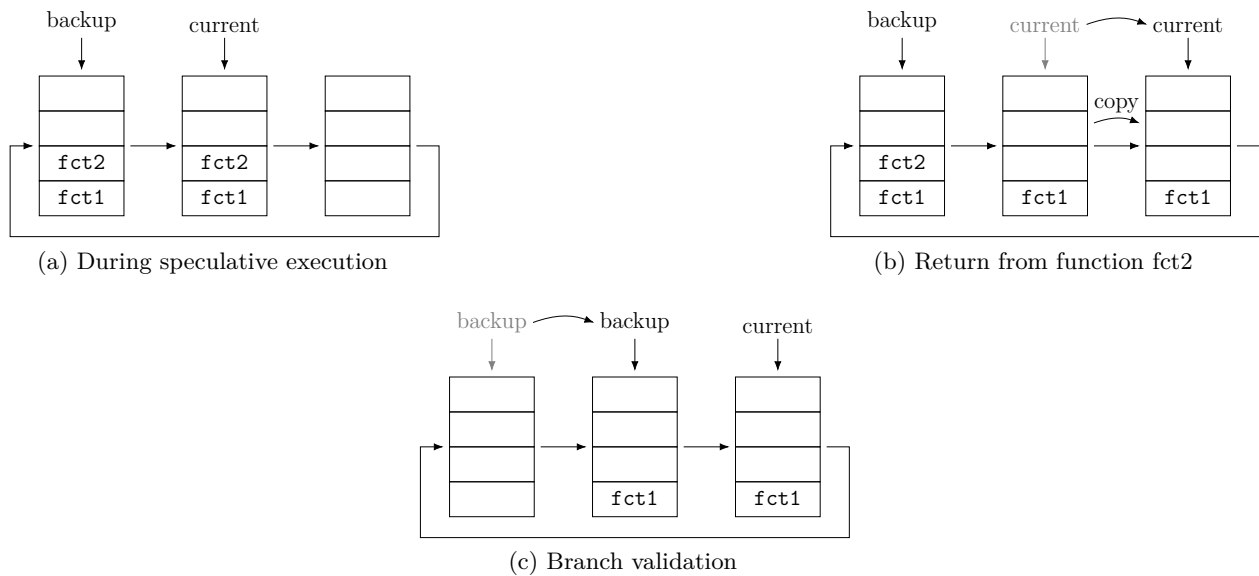 backup
current
fct2
fct2
fct1
fct1
(a) During speculative execution
backup
current
current
copy
fct2
fct1
fct1
fct1
(b) Return from function fct2
backup
backup
current
fct1
fct1
(c) Branch validation